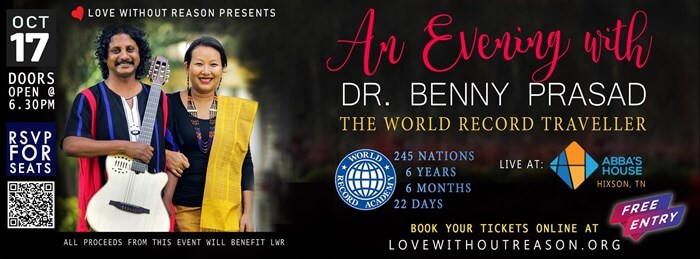 OCT
17
DOORS
OPEN @
6.30PM
RSVP
FOR
SEATS
LOVE WITHOUT REASON PRESENTS
ALL PROCEEDS FROM THIS EVENT WILL BENEFIT LWR
An Evening with
DR. BENNY PRASAD
THE WORLD RECORD TRAVELLER
WORLD
RECORD ACADEMY
245 NATIONS
6 YEARS
6 MONTHS
22 DAYS
LIVE AT:
ABBA'S
HOUSE
HIXSON, TN
BOOK YOUR TICKETS ONLINE AT
LOVEWITHOUTREASON.ORG
FREE
ENTRY